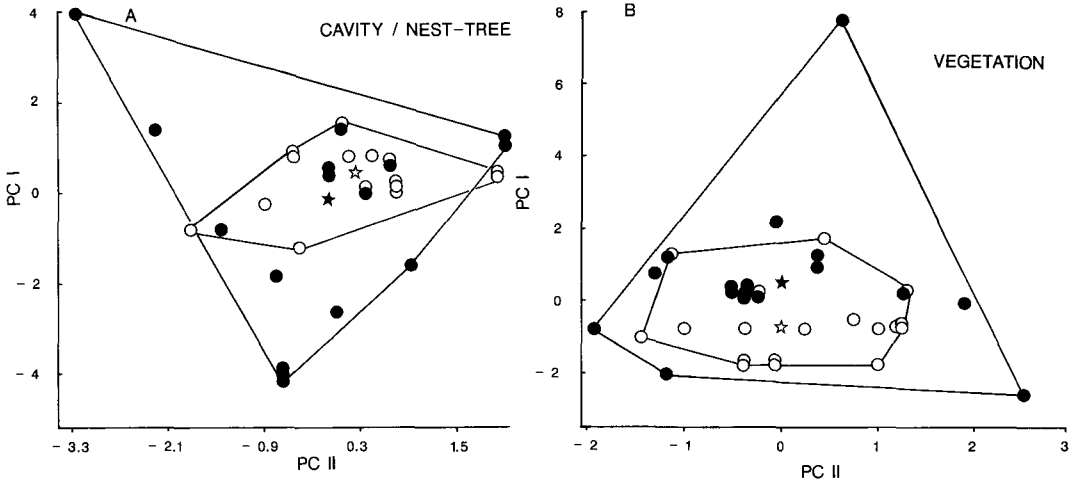 A
CAVITY / NEST-TREE
PC I
4
2
0
- 2
- 4
- 3.3
- 2.1
- 0.9
0.3
1.5
PC II
B
VEGETATION
PC I
8
6
4
2
0
- 2
- 2
- 1
0
1
2
3
PC II